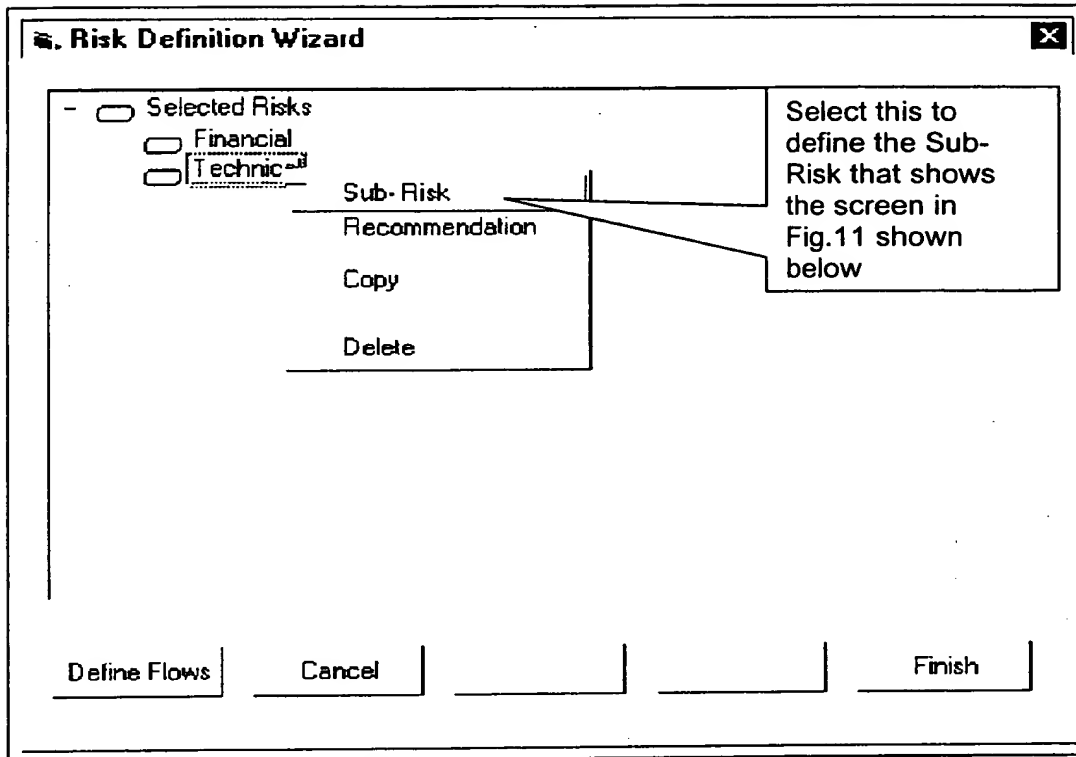 Risk Definition Wizard
Selected Risks
Financial
Technical
Sub-Risk
Recommendation
Copy
Delete
Select this to
define the Sub-
Risk that shows
the screen in
Fig.11 shown
below
Define Flows
Cancel
Finish